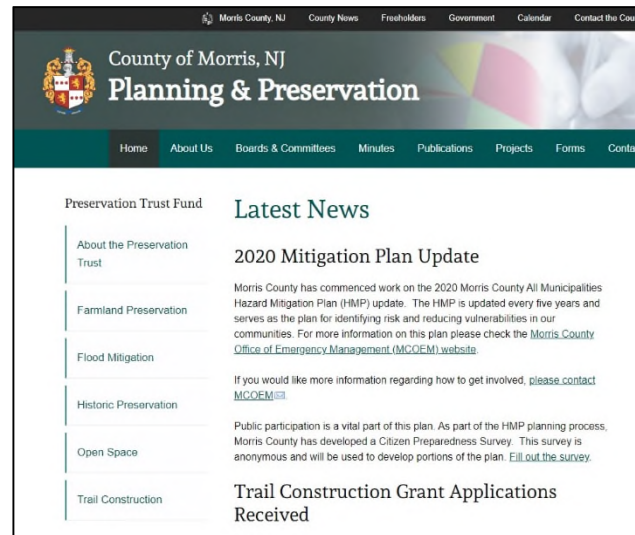 Morris County, NJ County News Freeholders Government Calendar Contact the Cou
County of Morris, NJ
Planning & Preservation
Home About Us Boards & Committees Minutes Publications Projects Forms Conta
Preservation Trust Fund
About the Preservation
Trust
Farmland Preservation
Flood Mitigation
Historic Preservation
Open Space
Trail Construction
Latest News
2020 Mitigation Plan Update
Morris County has commenced work on the 2020 Morris County All Municipalities
Hazard Mitigation Plan (HMP) update. The HMP is updated every five years and
serves as the plan for identifying risk and reducing vulnerabilities in our
communities. For more information on this plan please check the Morris County
Office of Emergency Management (MCOEM) website.
If you would like more information regarding how to get involved, please contact
MCOEM.
Public participation is a vital part of this plan. As part of the HMP planning process,
Morris County has developed a Citizen Preparedness Survey. This survey is
anonymous and will be used to develop portions of the plan. Fill out the survey.
Trail Construction Grant Applications
Received